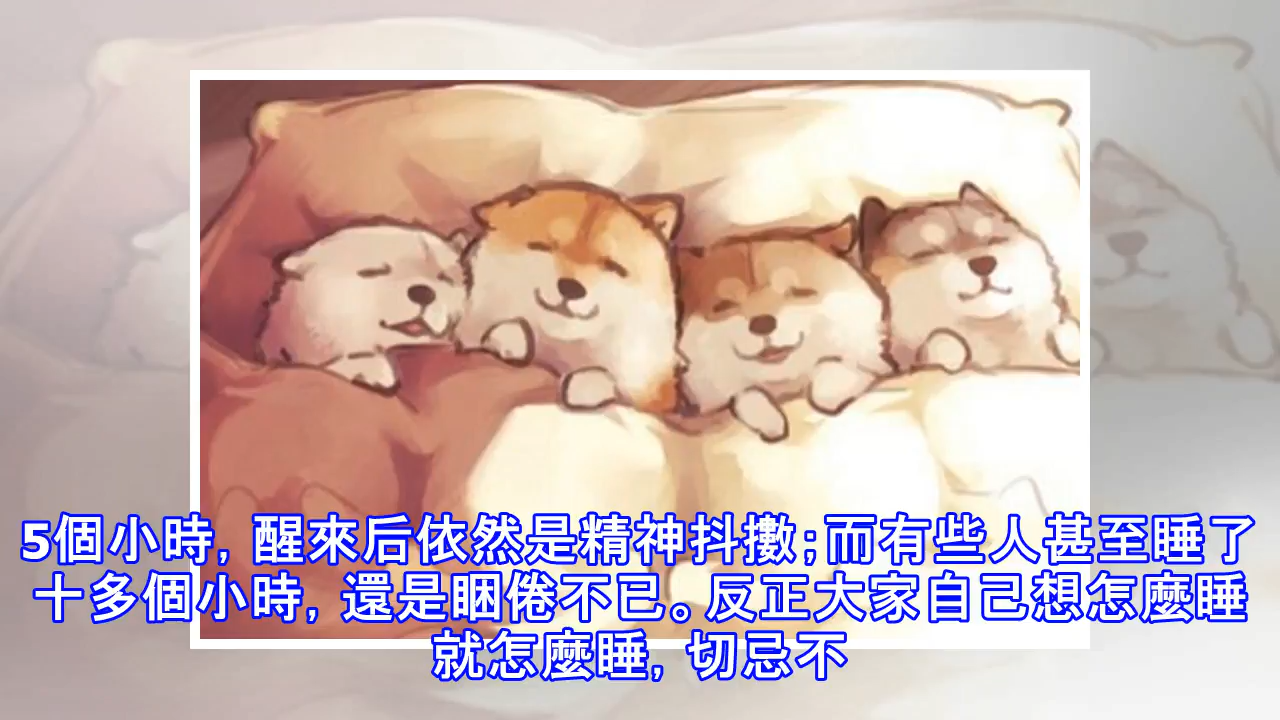 5個小時, 醒來后依然是精神抖擻;而有些人甚至睡了
十多個小時, 還是睏倦不已。反正大家自己想怎麼睡
就怎麼睡, 切忌不